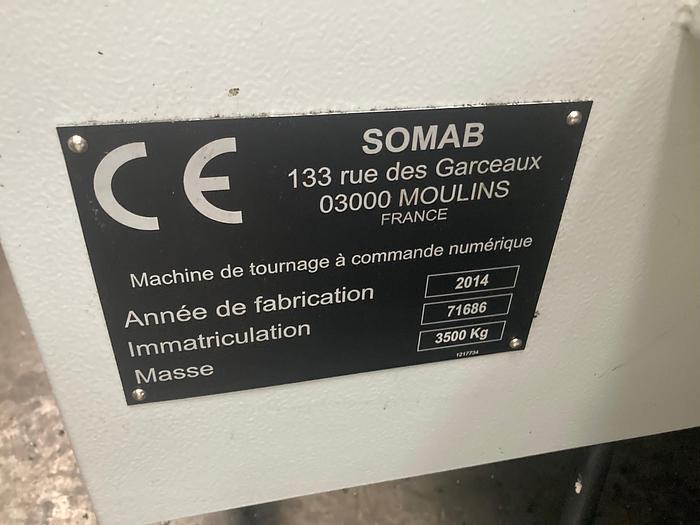 CE
SOMAB
133 rue des Garceaux
03000 MOULINS
FRANCE
Machine de tournage à commande numérique
Année de fabrication 2014
Immatriculation 71686
Masse 3500 Kg
1217734